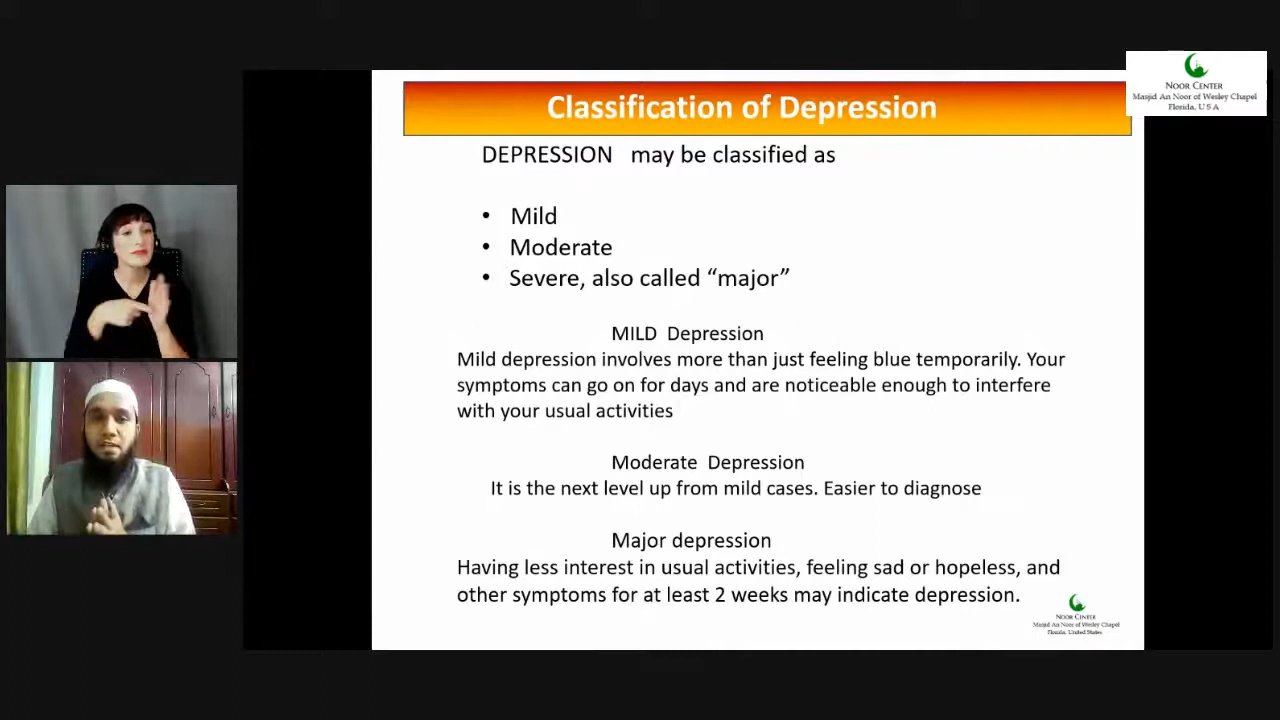 Classification of Depression
NOOR CENTER
Masjid An Noor of Wesley Chapel
Florida, U S A
DEPRESSION may be classified as
• Mild
• Moderate
• Severe, also called “major”
MILD Depression
Mild depression involves more than just feeling blue temporarily. Your
symptoms can go on for days and are noticeable enough to interfere
with your usual activities
Moderate Depression
It is the next level up from mild cases. Easier to diagnose
Major depression
Having less interest in usual activities, feeling sad or hopeless, and
other symptoms for at least 2 weeks may indicate depression.
NOOR CENTER
Masjid An Noor of Wesley Chapel
Florida, United States